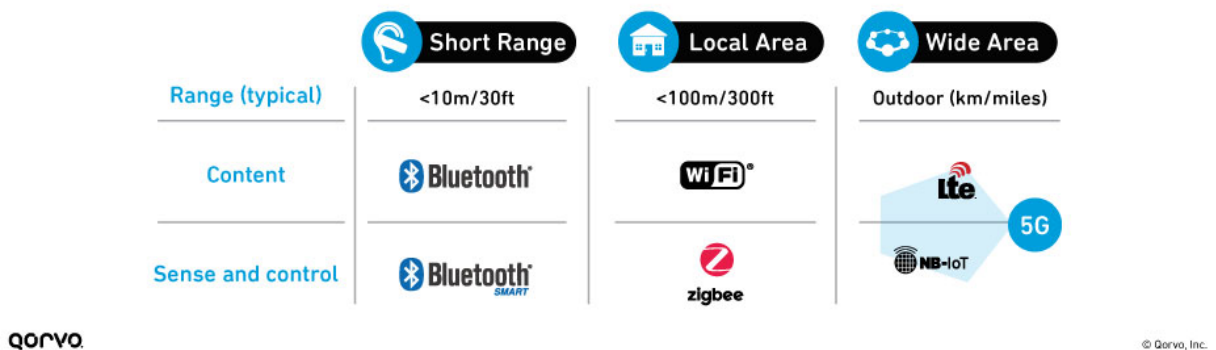 Short Range Local Area Wide Area
Range (typical) <10m/30ft <100m/300ft Outdoor (km/miles)
Content Bluetooth® WiFi® Lte
5G
Sense and control Bluetooth® SMART zigbee NB-IoT
QORVO
© Qorvo, Inc.